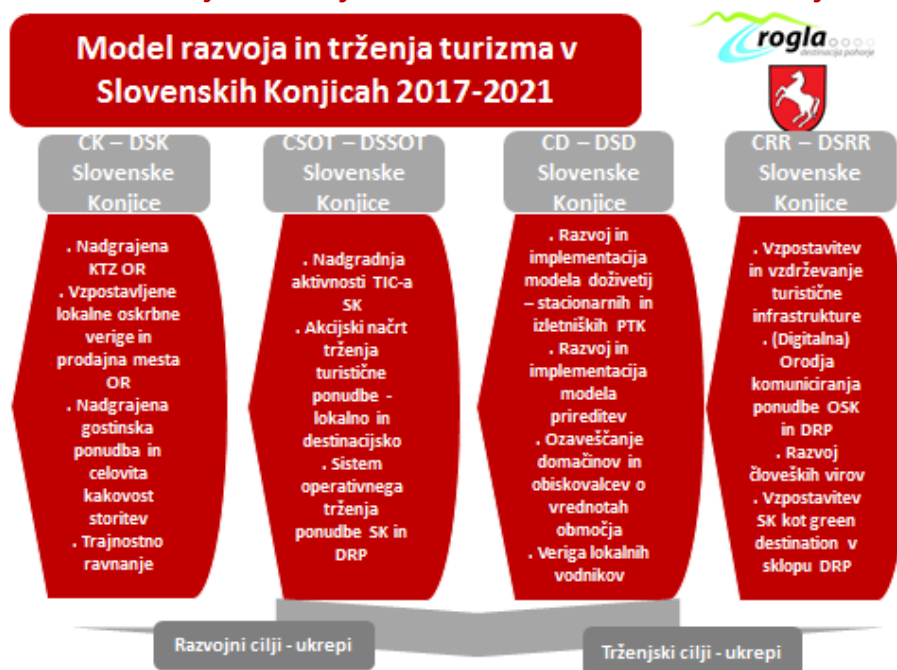 Model razvoja in trženja turizma v
Slovenskih Konjicah 2017-2021
rogla
destinacija pohorje
CK – DSK
Slovenske
Konjice
. Nadgrajena
KTZ OR
. Vzpostavljene
lokalne oskrbne
verige in
prodajna mesta
OR
. Nadgrajena
gostinska
ponudba in
celovita
kakovost
storitev
. Trajnostno
ravnanje
CSOT – DSSOT
Slovenske
Konjice
. Nadgradnja
aktivnosti TIC-a
SK
. Akcijski načrt
trženja
turistične
ponudbe -
lokalno in
destinacijsko
. Sistem
operativnega
trženja
ponudbe SK in
DRP
CD – DSD
Slovenske
Konjice
. Razvoj in
implementacija
modela doživetij
– stacionarnih in
izletniških PTK
. Razvoj in
implementacija
modela
prireditev
. Ozaveščanje
domačinov in
obiskovalcev o
vrednotah
območja
. Veriga lokalnih
vodnikov
CRR – DSRR
Slovenske
Konjice
. Vzpostavitev
in vzdrževanje
turistične
infrastrukture
. (Digitalna)
Orodja
komuniciranja
ponudbe OSK
in DRP
. Razvoj
človeških virov
. Vzpostavitev
SK kot green
destination v
sklopu DRP
Razvojni cilji - ukrepi
Trženjski cilji - ukrepi